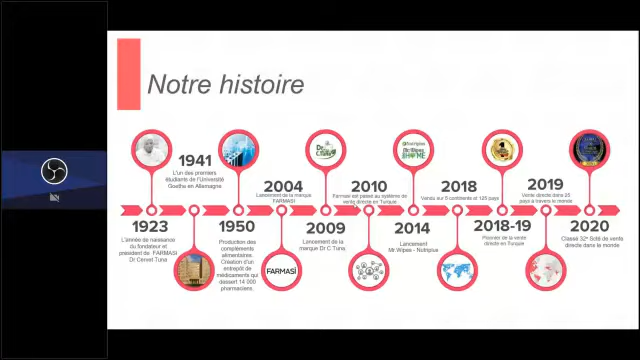 Notre histoire
1941
L'un des premiers
étudiants de l'Université
Goethe en Allemagne
2004
Lancement de la marque
FARMASİ
2010
Farmasi est passé au système de
vente directe en Turquie
2018
Vendu sur 5 continents et 125 pays
2019
Vente directe dans 25
pays à travers le monde
1923
L'année de naissance
du fondateur et
président de FARMASİ
Dr Cevvet Tuna
1950
Production des
compléments
alimentaires.
Création d'un
entrepôt de
médicaments qui
dessert 14 000
pharmaciens.
2009
Lancement de la
marque Dr C Tuna
2014
Lancement
Mr Wipes - Nutriplus
2018-19
Premier de la vente
directe en Turquie
2020
Classé 32e Scté de vente
directe dans le monde
FARMASİ